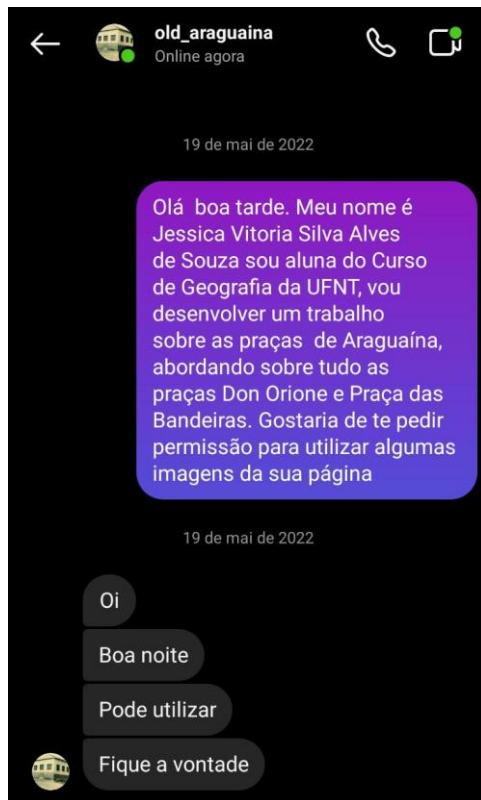 old_araguaina
Online agora
19 de mai de 2022
Olá boa tarde. Meu nome é
Jessica Vitoria Silva Alves
de Souza sou aluna do Curso
de Geografia da UFNT, vou
desenvolver um trabalho
sobre as praças de Araguaína,
abordando sobre tudo as
praças Don Orione e Praça das
Bandeiras. Gostaria de te pedir
permissão para utilizar algumas
imagens da sua página
19 de mai de 2022
Oi
Boa noite
Pode utilizar
Fique a vontade